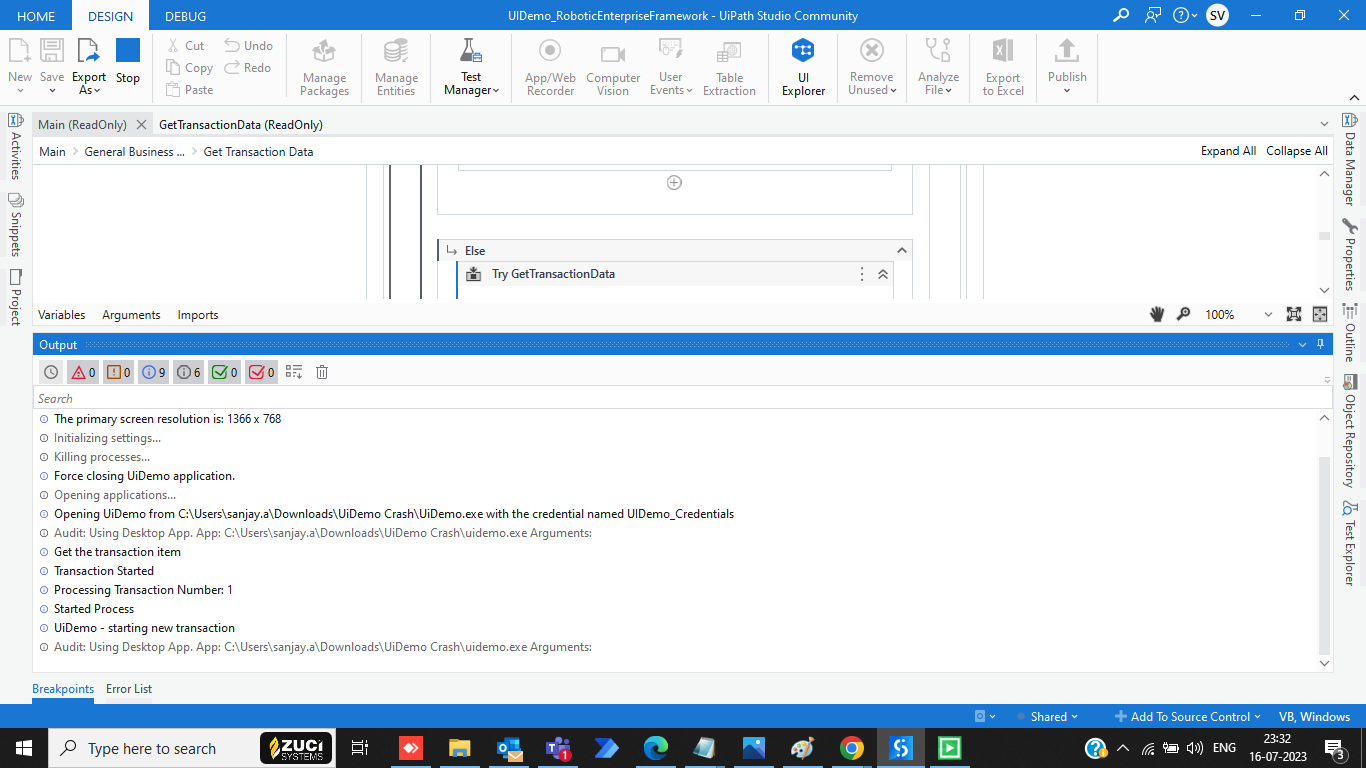 HOME DESIGN DEBUG UIDemo_RoboticEnterpriseFramework - UiPath Studio Community SV
New Save Export As Stop Cut Copy Paste Undo Redo Manage Packages Manage Entities Test Manager App/Web Recorder Computer Vision User Events Table Extraction UI Explorer Remove Unused Analyze File Export to Excel Publish
Main (ReadOnly) GetTransactionData (ReadOnly)
Main General Business ... Get Transaction Data Expand All Collapse All
Activities
Snippets
Project
Else
Try GetTransactionData
Variables Arguments Imports 100%
Output
0 0 9 6 0 0
Search
The primary screen resolution is: 1366 x 768
Initializing settings...
Killing processes...
Force closing UiDemo application.
Opening applications...
Opening UiDemo from C:\Users\sanjay.a\Downloads\UiDemo Crash\UiDemo.exe with the credential named UIDemo_Credentials
Audit: Using Desktop App. App: C:\Users\sanjay.a\Downloads\UiDemo Crash\uidemo.exe Arguments:
Get the transaction item
Transaction Started
Processing Transaction Number: 1
Started Process
UiDemo - starting new transaction
Audit: Using Desktop App. App: C:\Users\sanjay.a\Downloads\UiDemo Crash\uidemo.exe Arguments:
Data Manager
Properties
Outline
Object Repository
Test Explorer
Breakpoints Error List
Shared Add To Source Control VB, Windows
Type here to search ZUCI SYSTEMS 1 ENG 23:32
16-07-2023 3